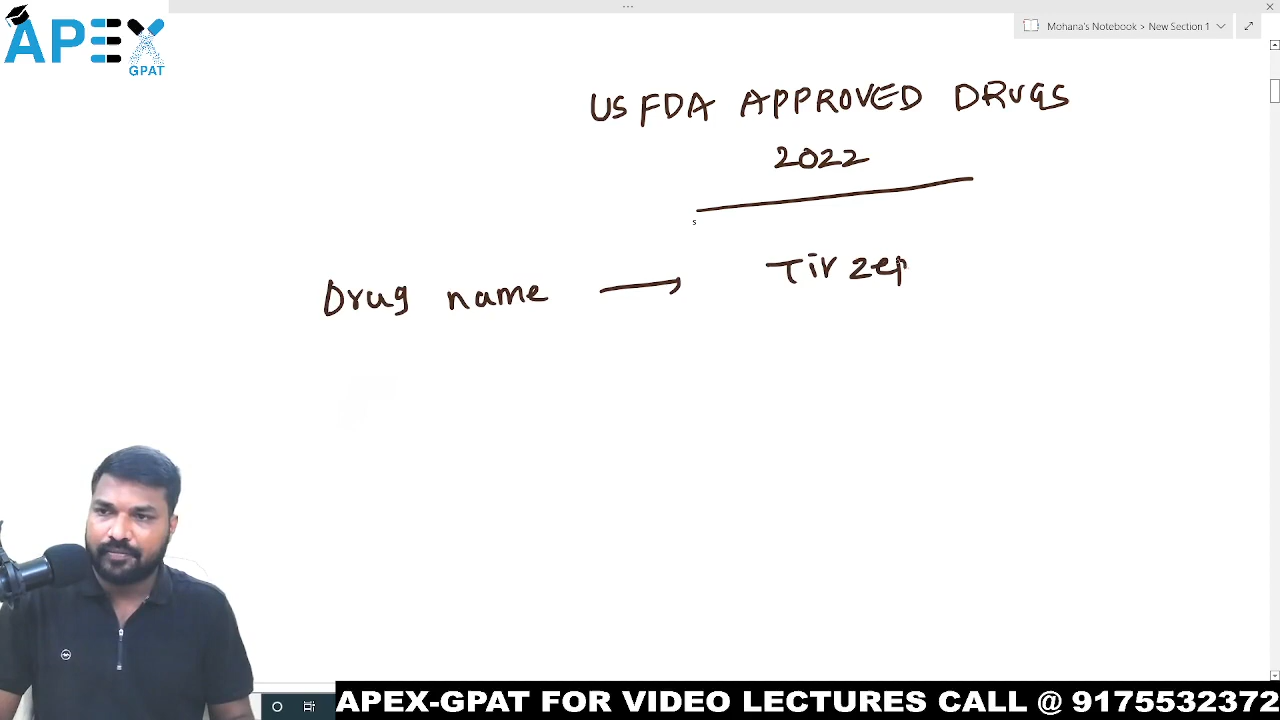 APEX
GPAT
Mohana's Notebook > New Section 1
US FDA APPROVED DRUGS
2022
s
Drug name → Tirzep
APEX-GPAT FOR VIDEO LECTURES CALL @ 9175532372